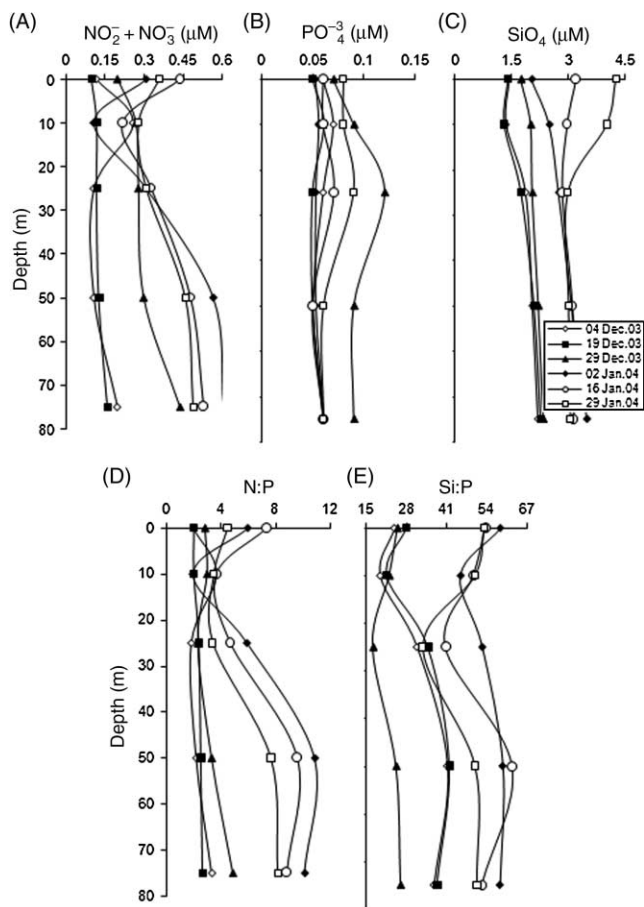 (A)
NO₂⁻ + NO₃⁻ (μM)
0 0.15 0.3 0.45 0.6
Depth (m)
0
10
20
30
40
50
60
70
80
(B)
PO₄⁻³ (μM)
0 0.05 0.1 0.15
(C)
SiO₄ (μM)
0 1.5 3 4.5
04 Dec.03
19 Dec.03
29 Dec.03
02 Jan.04
16 Jan.04
29 Jan.04
(D)
N:P
0 4 8 12
Depth (m)
0
10
20
30
40
50
60
70
80
(E)
Si:P
15 28 41 54 67